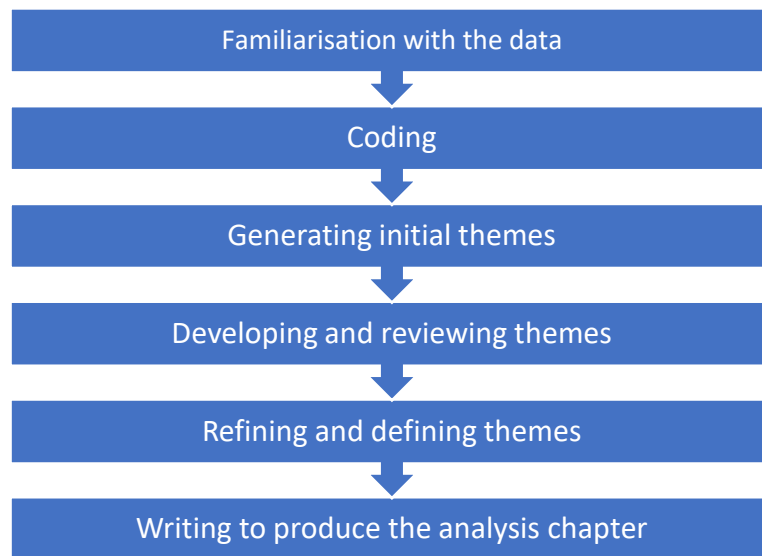 Familiarisation with the data
Coding
Generating initial themes
Developing and reviewing themes
Refining and defining themes
Writing to produce the analysis chapter